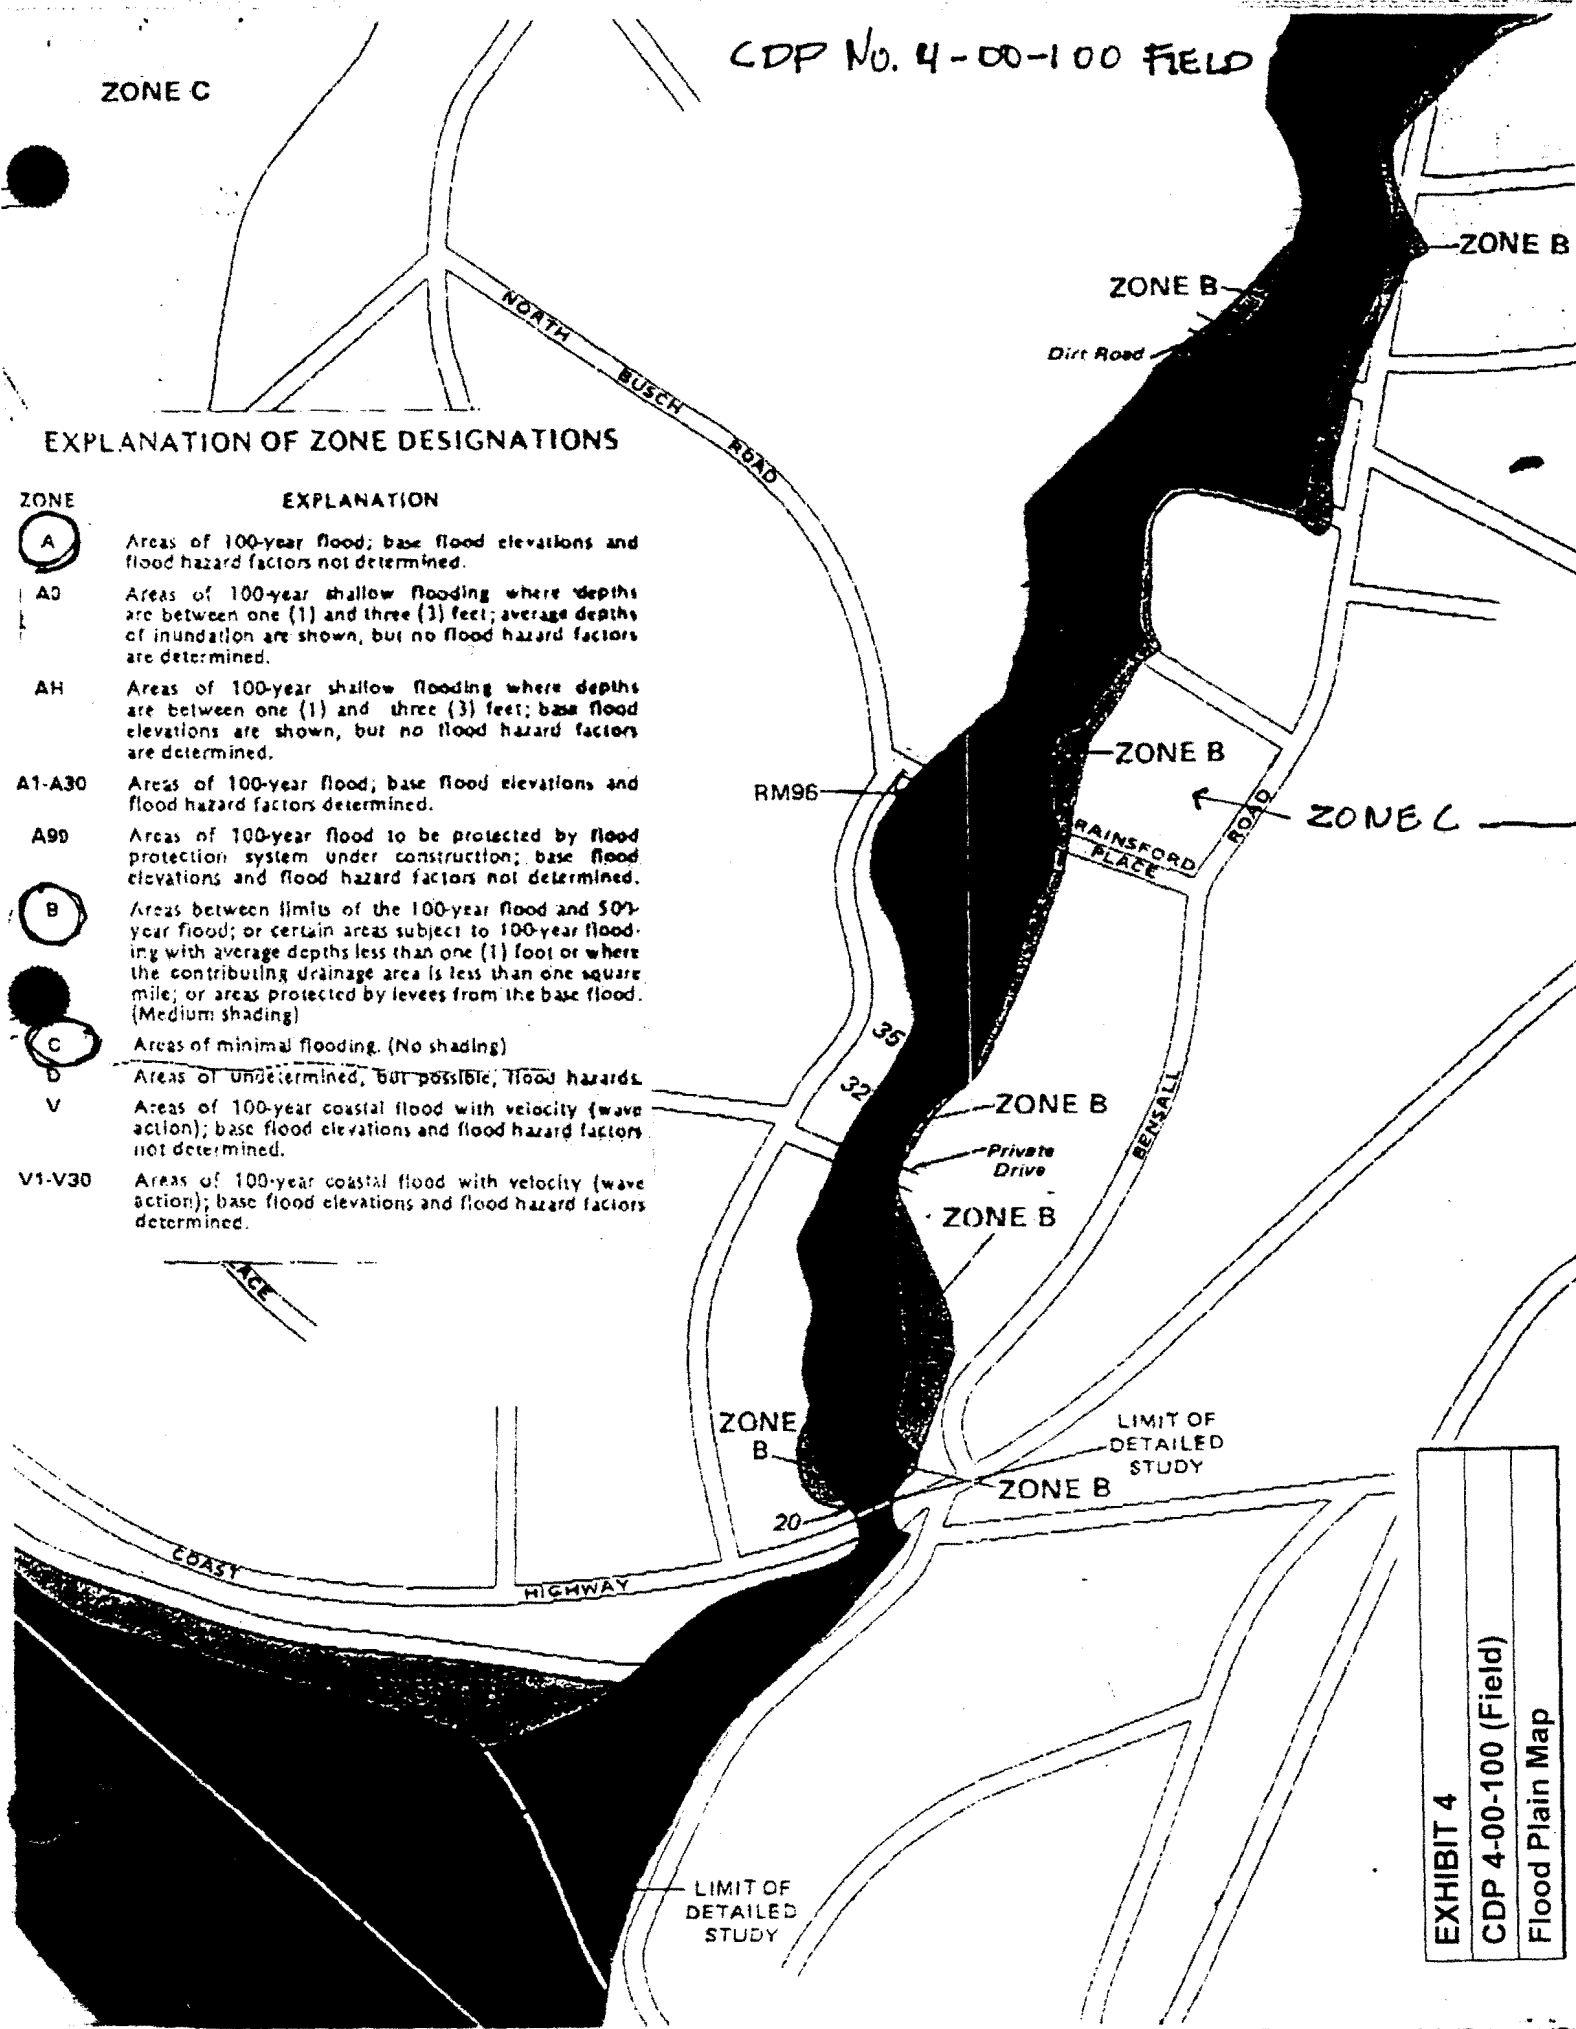 CDP No. 4-00-100 FIELD
ZONE C
ZONE B
ZONE B
Dirt Road
NORTH
BUSCH
ROAD
EXPLANATION OF ZONE DESIGNATIONS
ZONE EXPLANATION
A Areas of 100-year flood; base flood elevations and
flood hazard factors not determined.
A0 Areas of 100-year shallow flooding where depths
are between one (1) and three (3) feet; average depths
of inundation are shown, but no flood hazard factors
are determined.
AH Areas of 100-year shallow flooding where depths
are between one (1) and three (3) feet; base flood
elevations are shown, but no flood hazard factors
are determined.
A1-A30 Areas of 100-year flood; base flood elevations and
flood hazard factors determined.
A99 Areas of 100-year flood to be protected by flood
protection system under construction; base flood
elevations and flood hazard factors not determined.
B Areas between limits of the 100-year flood and 500-
year flood; or certain areas subject to 100-year flood-
ing with average depths less than one (1) foot or where
the contributing drainage area is less than one square
mile; or areas protected by levees from the base flood.
(Medium shading)
C Areas of minimal flooding. (No shading)
D Areas of undetermined, but possible, flood hazards.
V Areas of 100-year coastal flood with velocity (wave
action); base flood elevations and flood hazard factors
not determined.
V1-V30 Areas of 100-year coastal flood with velocity (wave
action); base flood elevations and flood hazard factors
determined.
ZONE B
RM96
ZONE C
ROAD
RAINSFORD
PLACE
35
32
ZONE B
BENSALL
Private
Drive
ZONE B
ACE
ZONE
B
LIMIT OF
DETAILED
STUDY
ZONE B
20
COAST
HIGHWAY
LIMIT OF
DETAILED
STUDY
EXHIBIT 4
CDP 4-00-100 (Field)
Flood Plain Map